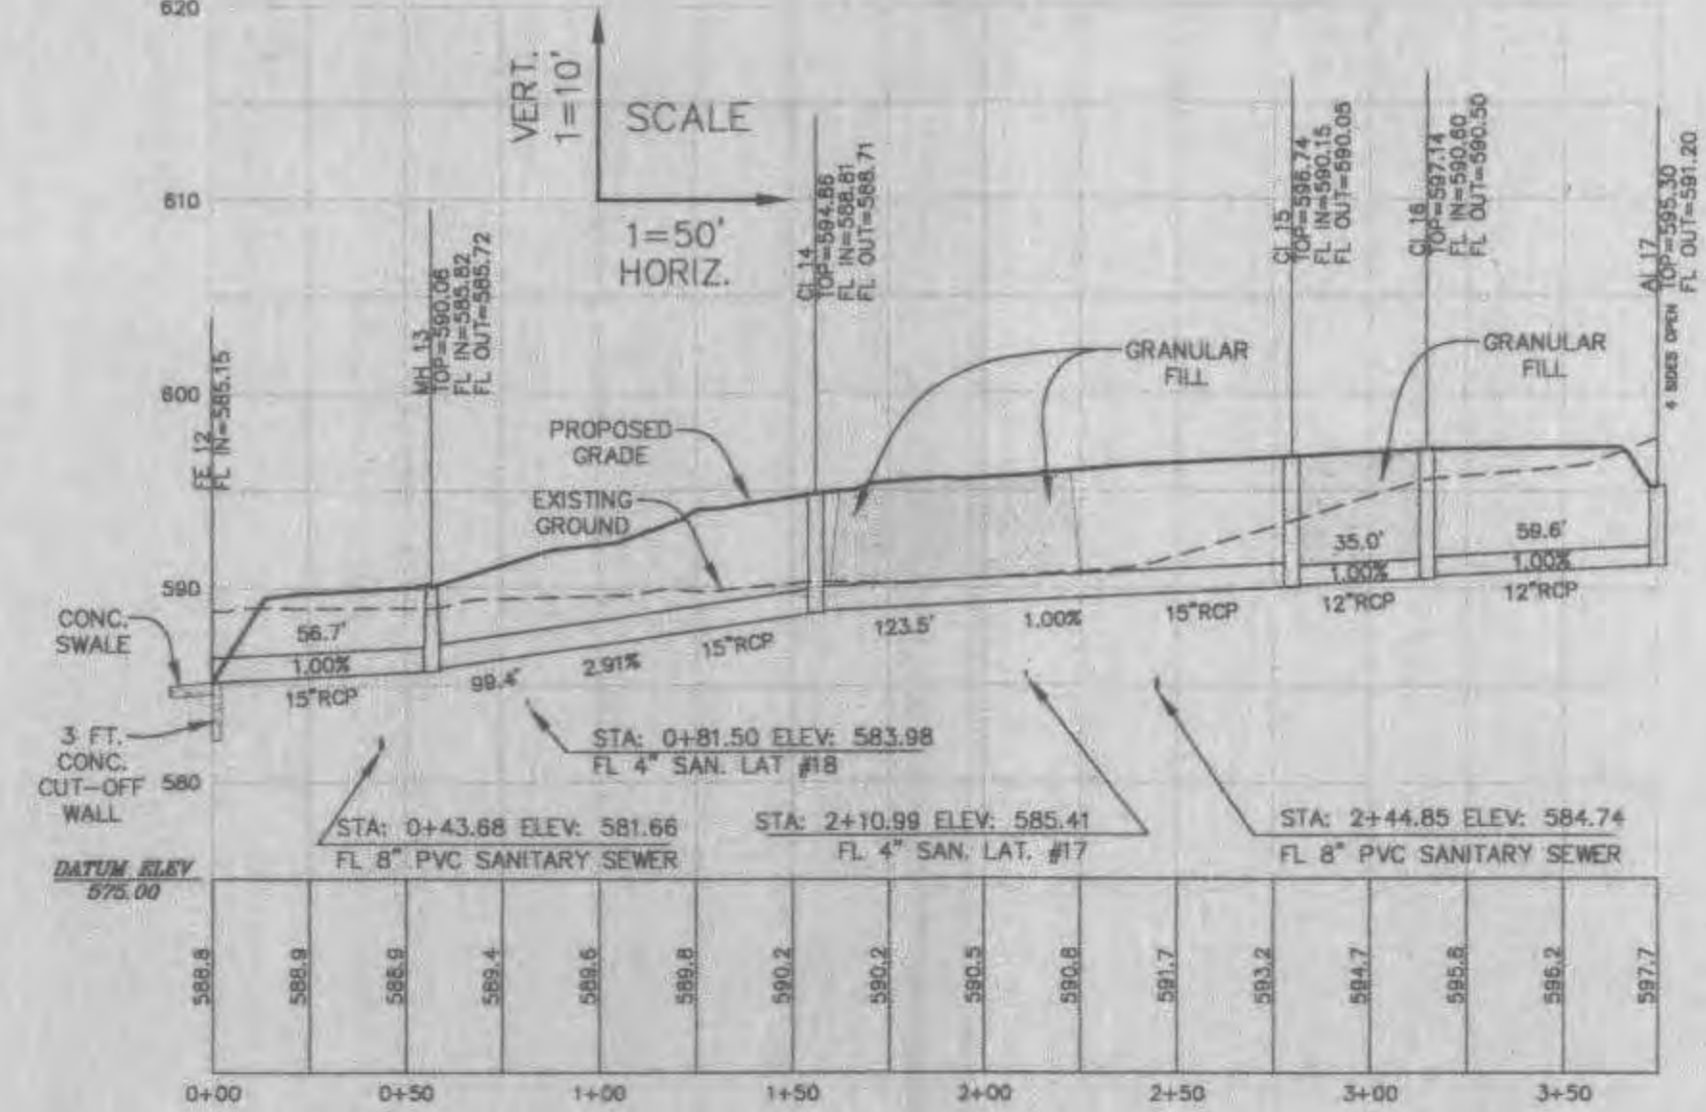 620
VERT.
1=10'
SCALE
1=50'
HORIZ.
610
600
590
580
FE 12
FL IN=585.15
MH 13
TOP=590.08
FL IN=585.82
FL OUT=585.72
CI 14
TOP=594.86
FL IN=588.81
FL OUT=588.71
CI 15
TOP=596.74
FL IN=590.15
FL OUT=590.05
CI 16
TOP=597.14
FL IN=590.60
FL OUT=590.50
AI 17
4 SIDES OPEN TOP=595.30
FL OUT=591.20
PROPOSED
GRADE
EXISTING
GROUND
GRANULAR
FILL
GRANULAR
FILL
CONC.
SWALE
3 FT.
CONC.
CUT-OFF
WALL
56.7'
1.00%
15"RCP
99.4'
2.91%
15"RCP
123.5'
1.00%
15"RCP
35.0'
1.00%
12"RCP
59.6'
1.00%
12"RCP
STA: 0+81.50 ELEV: 583.98
FL 4" SAN. LAT #18
STA: 0+43.68 ELEV: 581.66
FL 8" PVC SANITARY SEWER
STA: 2+10.99 ELEV: 585.41
FL 4" SAN. LAT. #17
STA: 2+44.85 ELEV: 584.74
FL 8" PVC SANITARY SEWER
DATUM ELEV
575.00
588.8
588.9
588.9
589.4
589.6
589.8
590.2
590.2
590.5
590.8
591.7
593.2
594.7
595.6
596.2
597.7
0+00
0+50
1+00
1+50
2+00
2+50
3+00
3+50